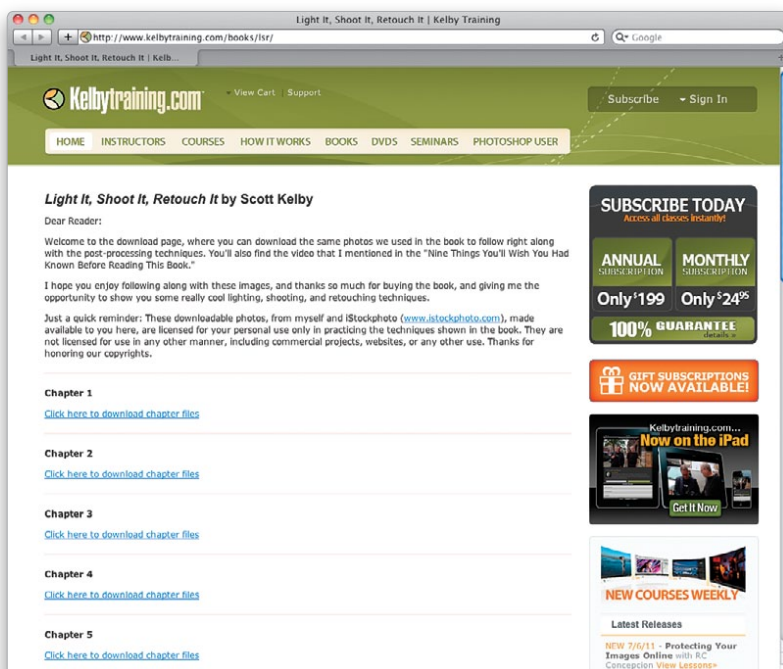 Light It, Shoot It, Retouch It | Kelby Training
http://www.kelbytraining.com/books/lsr/
Google
Light It, Shoot It, Retouch It | Kelb...
Kelbytraining.com
View Cart | Support
Subscribe
Sign In
HOME INSTRUCTORS COURSES HOW IT WORKS BOOKS DVDS SEMINARS PHOTOSHOP USER
Light It, Shoot It, Retouch It by Scott Kelby
Dear Reader:
Welcome to the download page, where you can download the same photos we used in the book to follow right along
with the post-processing techniques. You'll also find the video that I mentioned in the "Nine Things You'll Wish You Had
Known Before Reading This Book."
I hope you enjoy following along with these images, and thanks so much for buying the book, and giving me the
opportunity to show you some really cool lighting, shooting, and retouching techniques.
Just a quick reminder: These downloadable photos, from myself and iStockphoto (www.istockphoto.com), made
available to you here, are licensed for your personal use only in practicing the techniques shown in the book. They are
not licensed for use in any other manner, including commercial projects, websites, or any other use. Thanks for
honoring our copyrights.
Chapter 1
Click here to download chapter files
Chapter 2
Click here to download chapter files
Chapter 3
Click here to download chapter files
Chapter 4
Click here to download chapter files
Chapter 5
Click here to download chapter files
SUBSCRIBE TODAY
Access all classes instantly!
ANNUAL
SUBSCRIPTION
Only $199
MONTHLY
SUBSCRIPTION
Only $2495
100% GUARANTEE
details »
GIFT SUBSCRIPTIONS
NOW AVAILABLE!
Kelbytraining.com...
Now on the iPad
Get It Now
NEW COURSES WEEKLY
Latest Releases
NEW 7/6/11 - Protecting Your
Images Online with RC
Concepcion View Lessons»